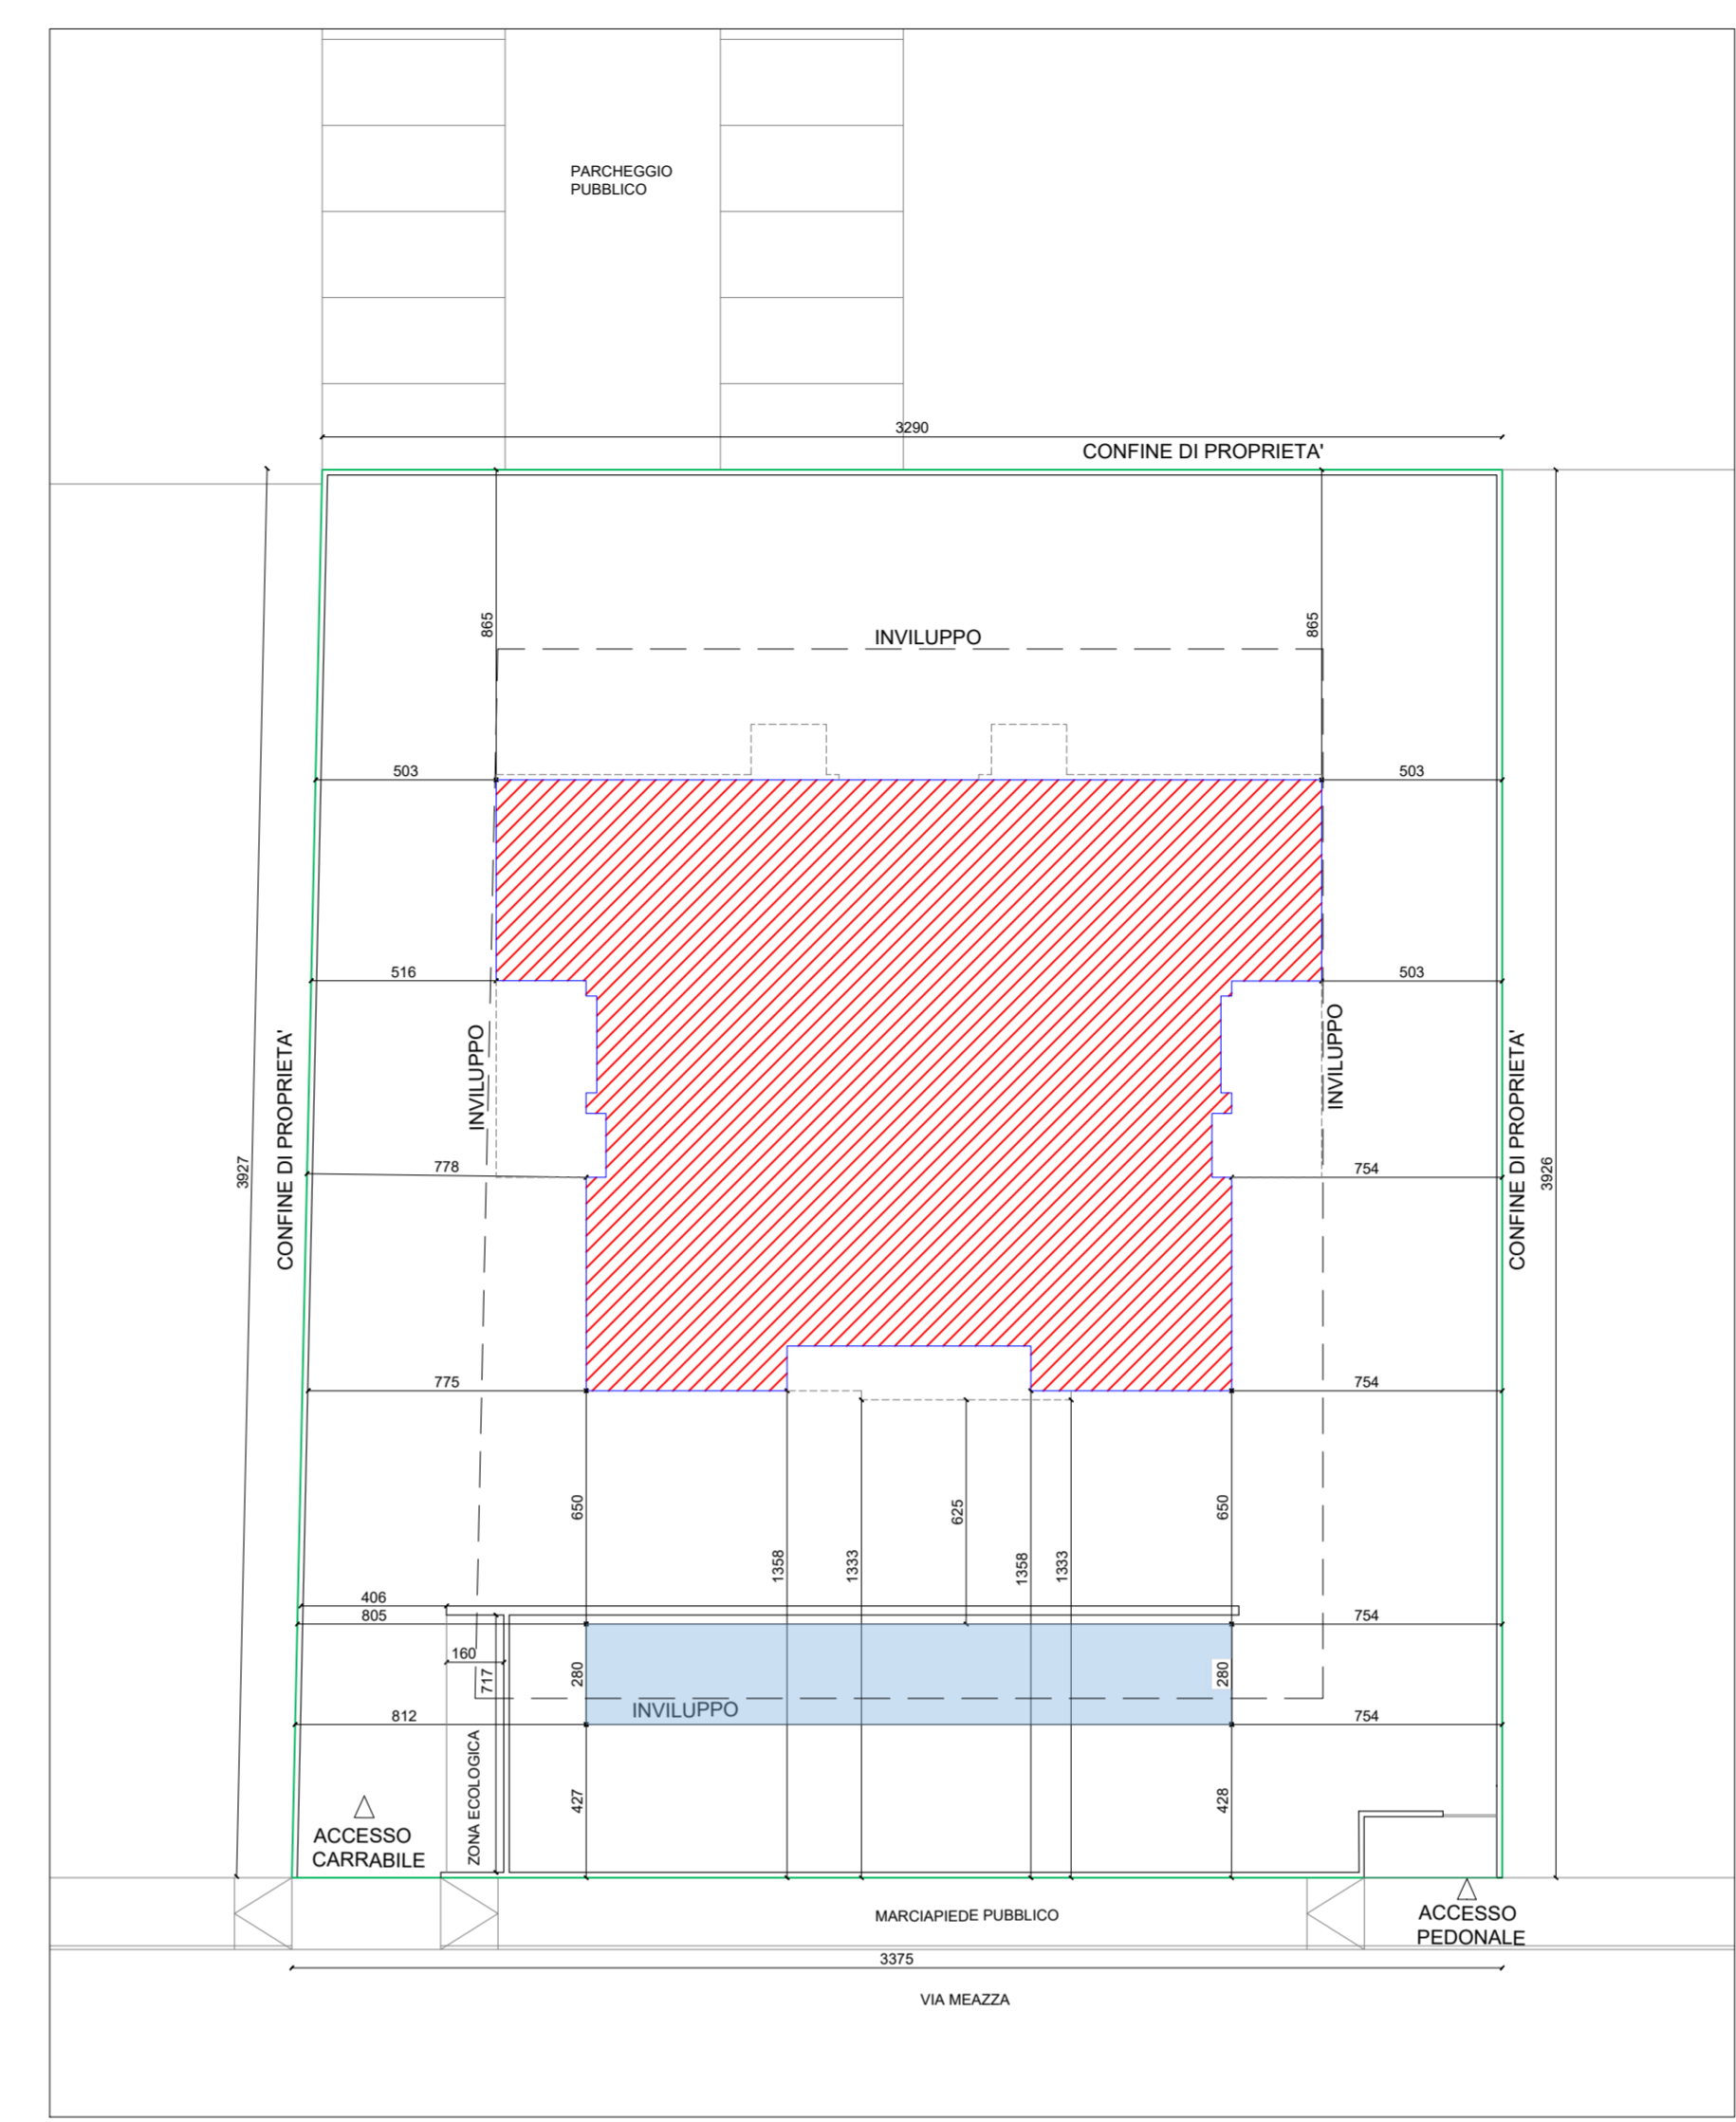 PARCHEGGIO
PUBBLICO
3290
CONFINE DI PROPRIETA'
865
865
INVILUPPO
503
503
516
503
INVILUPPO
INVILUPPO
CONFINE DI PROPRIETA'
CONFINE DI PROPRIETA'
3927
3926
778
754
775
754
650
625
650
1358
1333
1358
1333
406
805
754
160
717
280
280
INVILUPPO
812
754
ZONA ECOLOGICA
427
428
ACCESSO
CARRABILE
MARCIAPIEDE PUBBLICO
ACCESSO
PEDONALE
3375
VIA MEAZZA